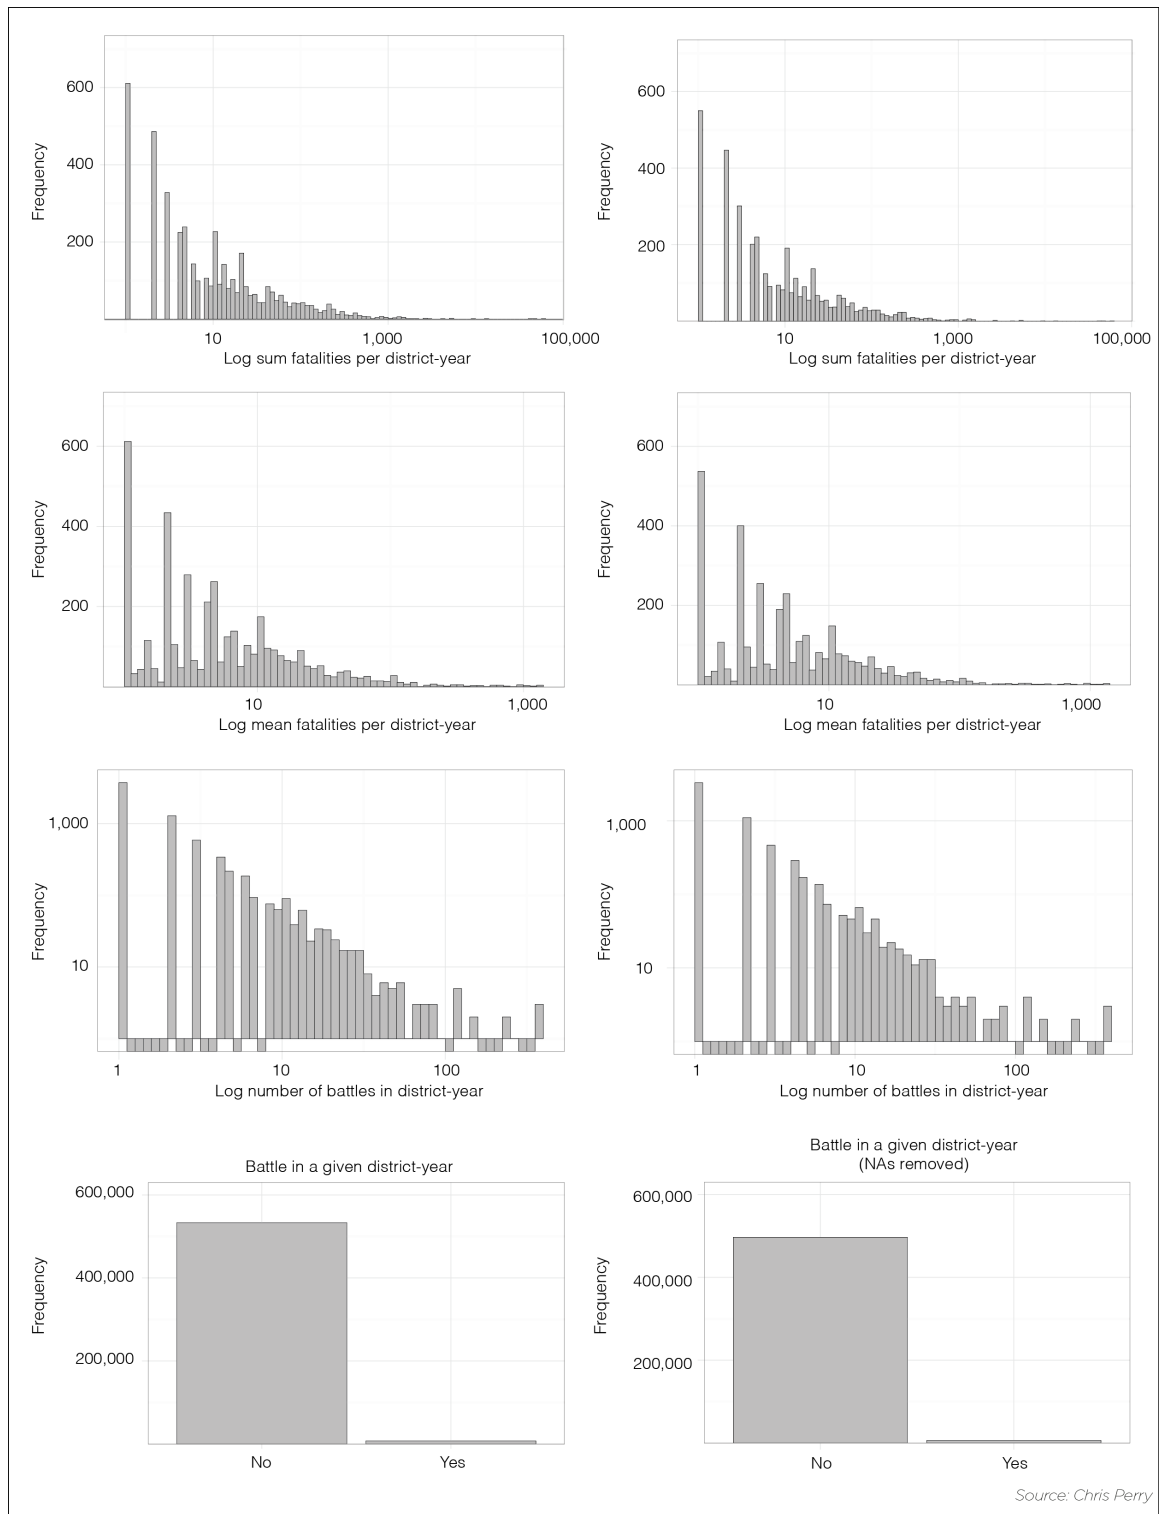 600
400
200
Frequency
10
1,000
100,000
Log sum fatalities per district-year
600
400
200
Frequency
10
1,000
100,000
Log sum fatalities per district-year
600
400
200
Frequency
10
1,000
Log mean fatalities per district-year
600
400
200
Frequency
10
1,000
Log mean fatalities per district-year
1,000
10
Frequency
1
10
100
Log number of battles in district-year
1,000
10
Frequency
1
10
100
Log number of battles in district-year
Battle in a given district-year
600,000
400,000
200,000
Frequency
No
Yes
Battle in a given district-year
(NAs removed)
600,000
400,000
200,000
Frequency
No
Yes
Source: Chris Perry